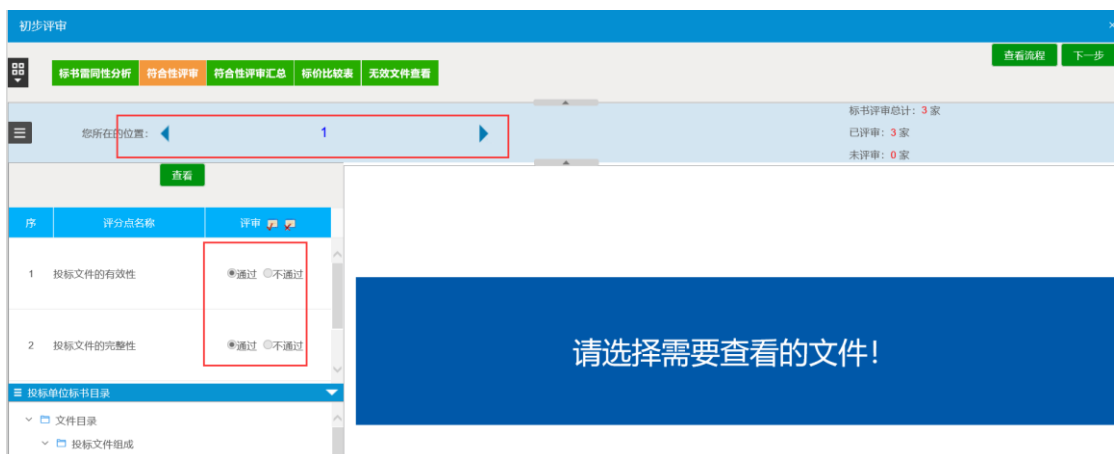 初步评审
查看流程 下一步
标书雷同性分析 符合性评审 符合性评审汇总 标价比较表 无效文件查看
标书评审总计：3 家
您所在的位置： 1
已评审：3 家
未评审：0 家
查看
序 评分点名称 评审
1 投标文件的有效性 通过 不通过
2 投标文件的完整性 通过 不通过
请选择需要查看的文件!
投标单位标书目录
文件目录
投标文件组成